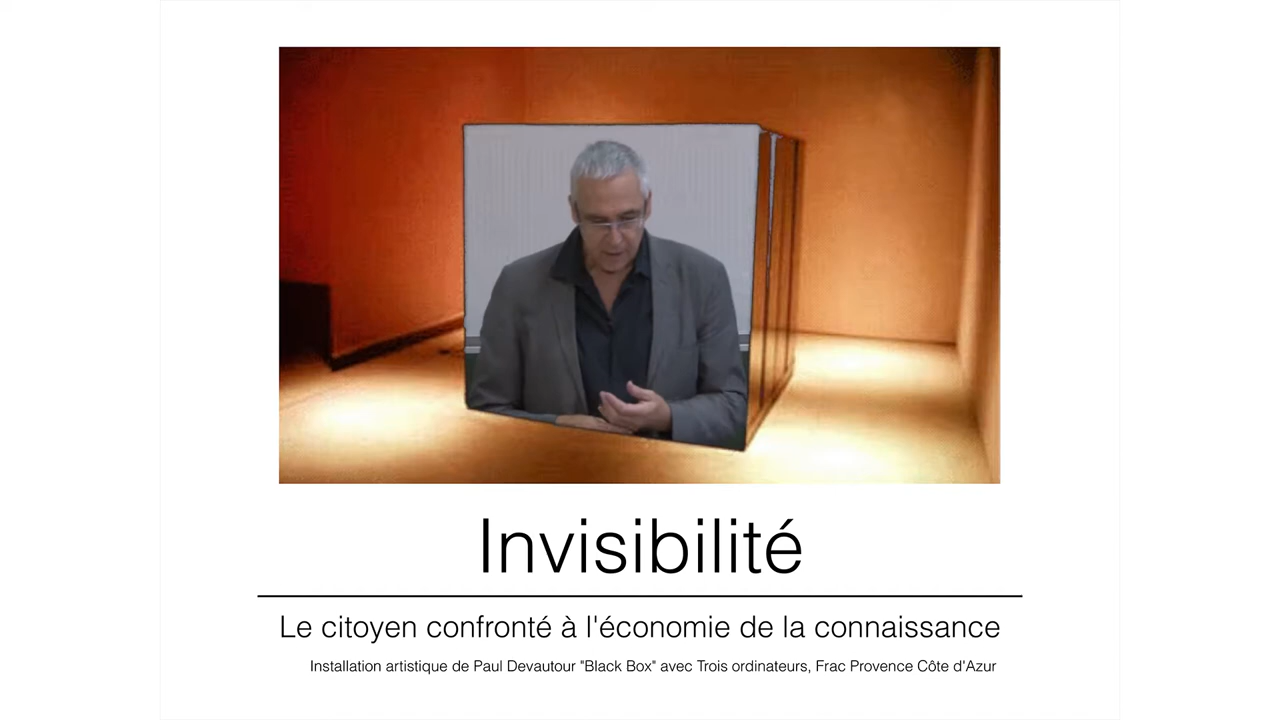 Invisibilité
Le citoyen confronté à l'économie de la connaissance
Installation artistique de Paul Devautour "Black Box" avec Trois ordinateurs, Frac Provence Côte d'Azur